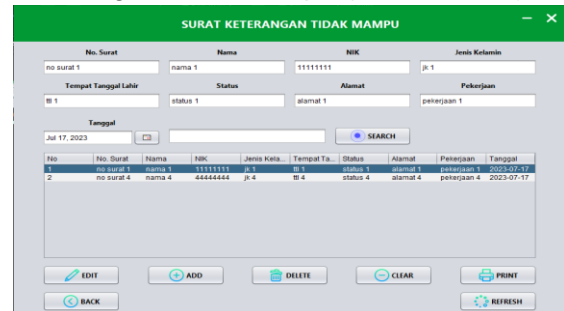 SURAT KETERANGAN TIDAK MAMPU
No. Surat Nama NIK Jenis Kelamin
no surat 1 nama 1 11111111 jk 1
Tempat Tanggal Lahir Status Alamat Pekerjaan
ttl 1 status 1 alamat 1 pekerjaan 1
Tanggal
Jul 17, 2023 SEARCH
No No. Surat Nama NIK Jenis Kela... Tempat Ta... Status Alamat Pekerjaan Tanggal
1 no surat 1 nama 1 11111111 jk 1 ttl 1 status 1 alamat 1 pekerjaan 1 2023-07-17
2 no surat 4 nama 4 44444444 jk 4 ttl 4 status 4 alamat 4 pekerjaan 4 2023-07-17
EDIT ADD DELETE CLEAR PRINT
BACK REFRESH